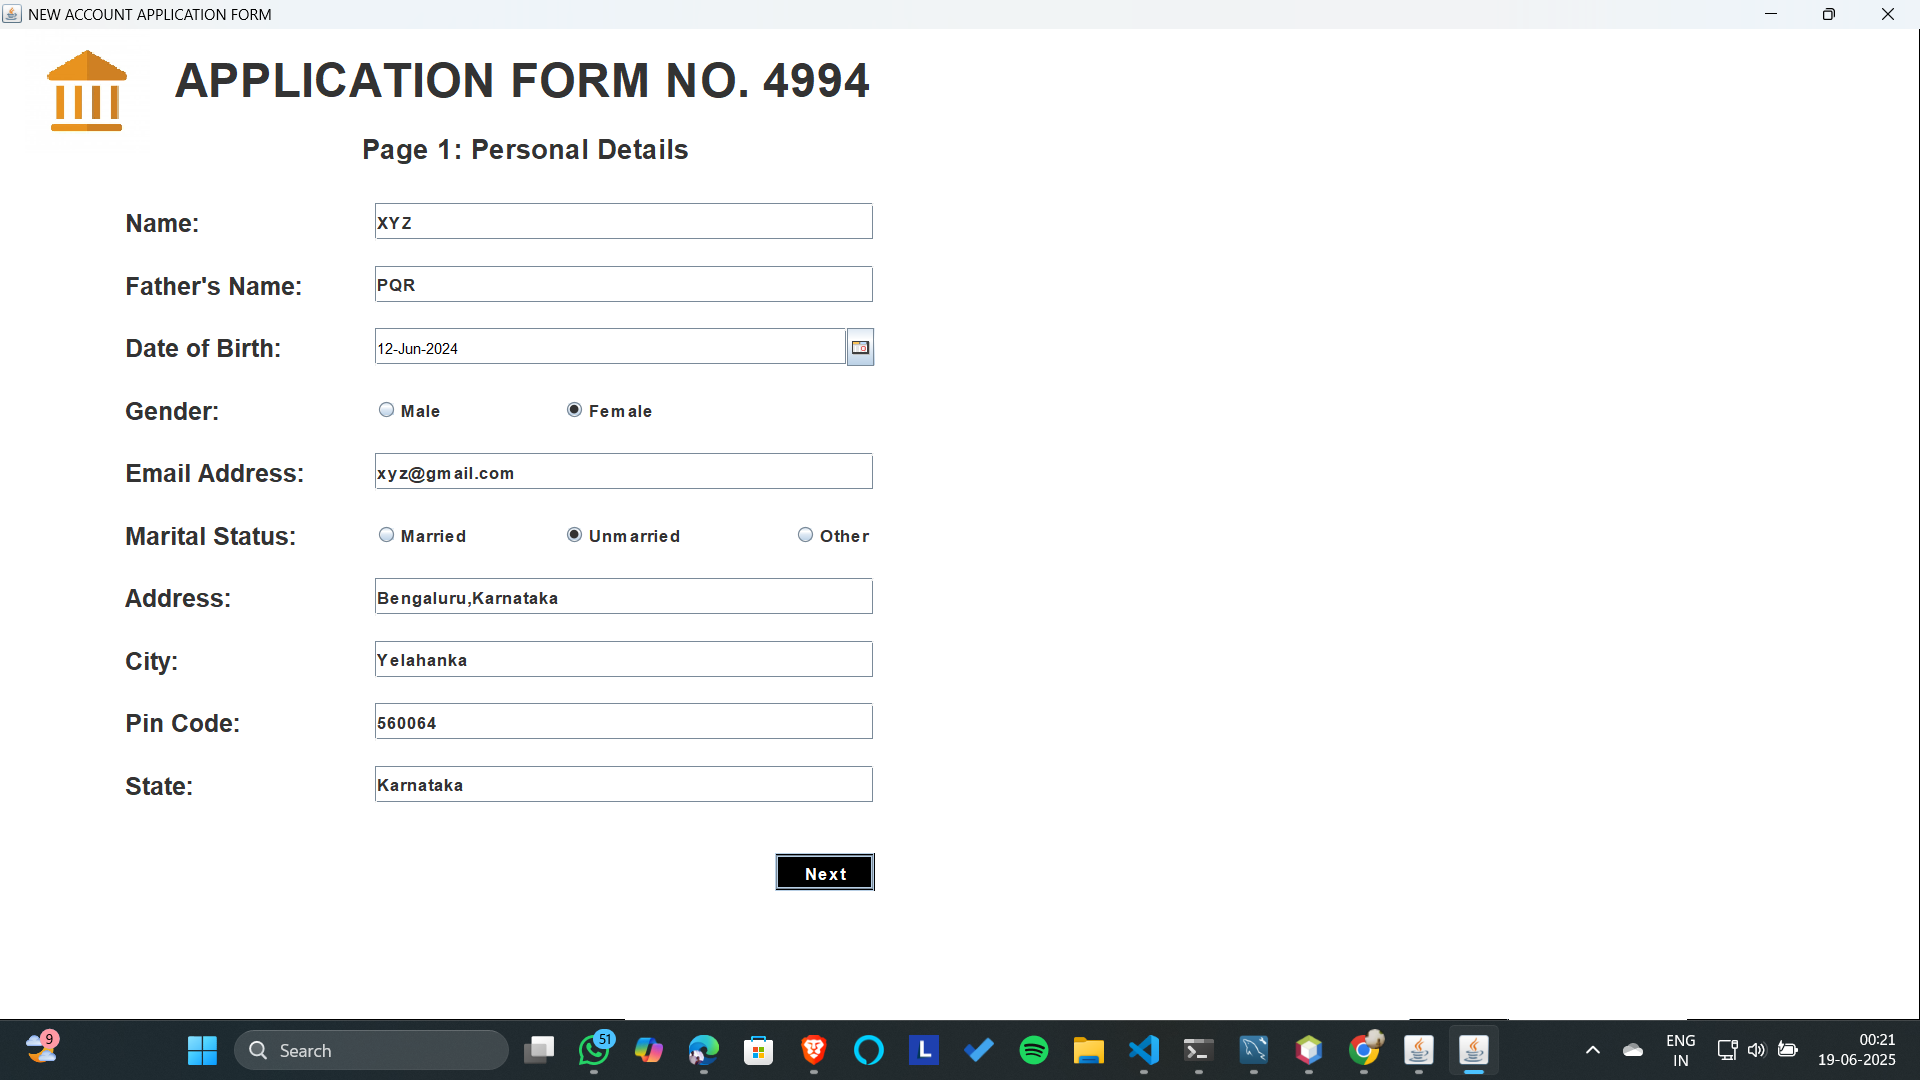 NEW ACCOUNT APPLICATION FORM
APPLICATION FORM NO. 4994
Page 1: Personal Details
Name: XYZ
Father's Name: PQR
Date of Birth: 12-Jun-2024
Gender: Male Female
Email Address: xyz@gmail.com
Marital Status: Married Unmarried Other
Address: Bengaluru,Karnataka
City: Yelahanka
Pin Code: 560064
State: Karnataka
Next
9 Search 51 L ENG 00:21
IN 19-06-2025